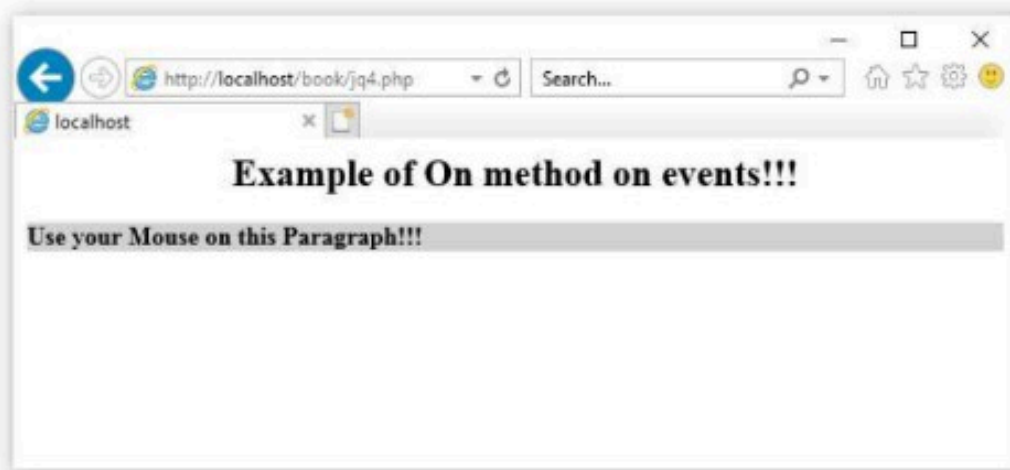 http://localhost/book/jq4.php Search...
localhost
Example of On method on events!!!
Use your Mouse on this Paragraph!!!